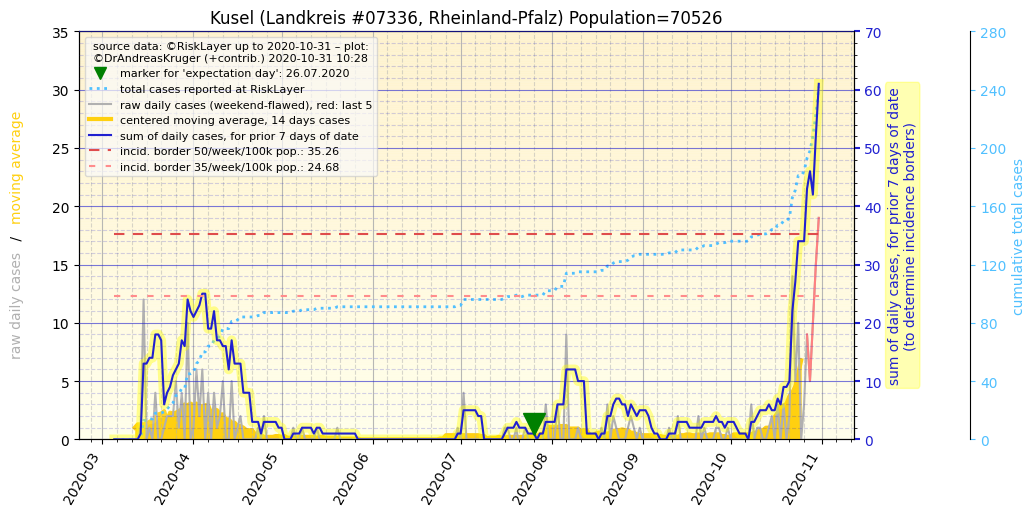 Kusel (Landkreis #07336, Rheinland-Pfalz) Population=70526
source data: ©RiskLayer up to 2020-10-31 – plot:
©DrAndreasKruger (+contrib.) 2020-10-31 10:28
marker for 'expectation day': 26.07.2020
total cases reported at RiskLayer
raw daily cases (weekend-flawed), red: last 5
centered moving average, 14 days cases
sum of daily cases, for prior 7 days of date
incid. border 50/week/100k pop.: 35.26
incid. border 35/week/100k pop.: 24.68
raw daily cases / moving average
35
30
25
20
15
10
5
0
2020-03
2020-04
2020-05
2020-06
2020-07
2020-08
2020-09
2020-10
2020-11
70
60
50
40
30
20
10
0
sum of daily cases, for prior 7 days of date
(to determine incidence borders)
280
240
200
160
120
80
40
0
cumulative total cases